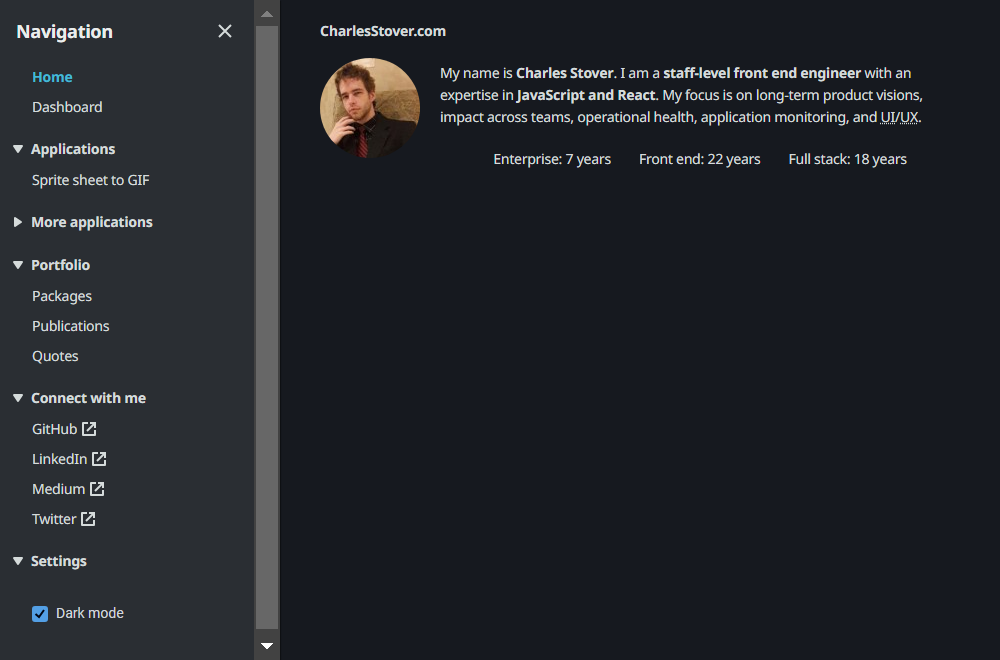 Navigation
Home
Dashboard
Applications
Sprite sheet to GIF
More applications
Portfolio
Packages
Publications
Quotes
Connect with me
GitHub
LinkedIn
Medium
Twitter
Settings
Dark mode
CharlesStover.com
My name is Charles Stover. I am a staff-level front end engineer with an
expertise in JavaScript and React. My focus is on long-term product visions,
impact across teams, operational health, application monitoring, and UI/UX.
Enterprise: 7 years Front end: 22 years Full stack: 18 years